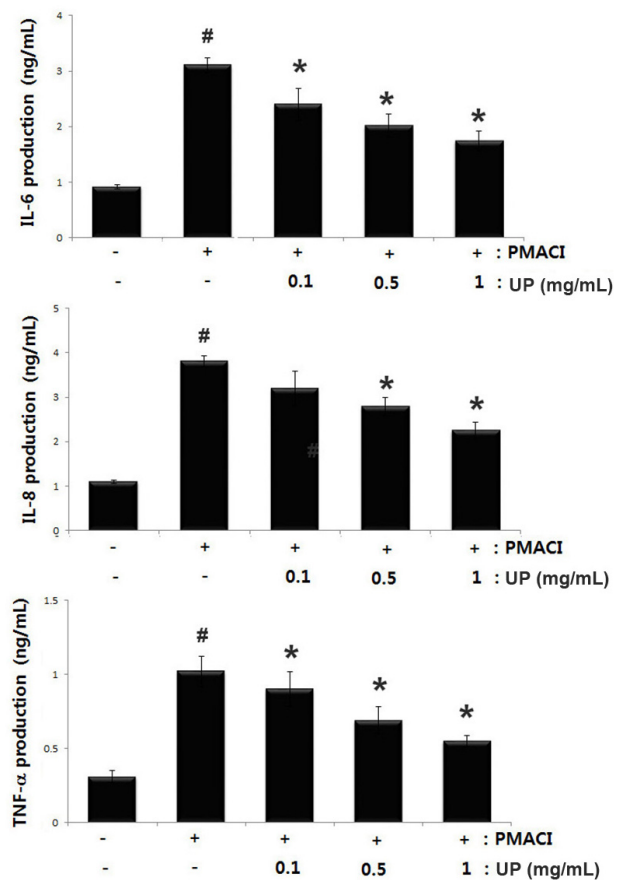 IL-6 production (ng/mL)
4
3
2
1
0
# * * *
- + + + + : PMACI
- - 0.1 0.5 1 UP (mg/mL)
IL-8 production (ng/mL)
5
4
3
2
1
0
# * *
#
- + + + + : PMACI
- - 0.1 0.5 1 : UP (mg/mL)
TNF-α production (ng/mL)
1.5
1
0.5
0
# * * *
- + + + + : PMACI
- - 0.1 0.5 1 : UP (mg/mL)